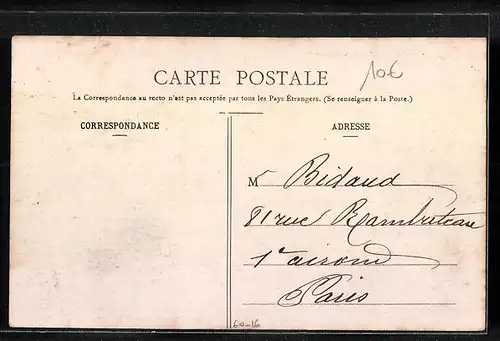 CARTE POSTALE
10€
La Correspondance au recto n'est pas acceptée par tous les Pays Étrangers. (Se renseigner à la Poste.)
CORRESPONDANCE
ADRESSE
M Bidaud
81 rue Rambuteau
1er arrond
Paris
60-16